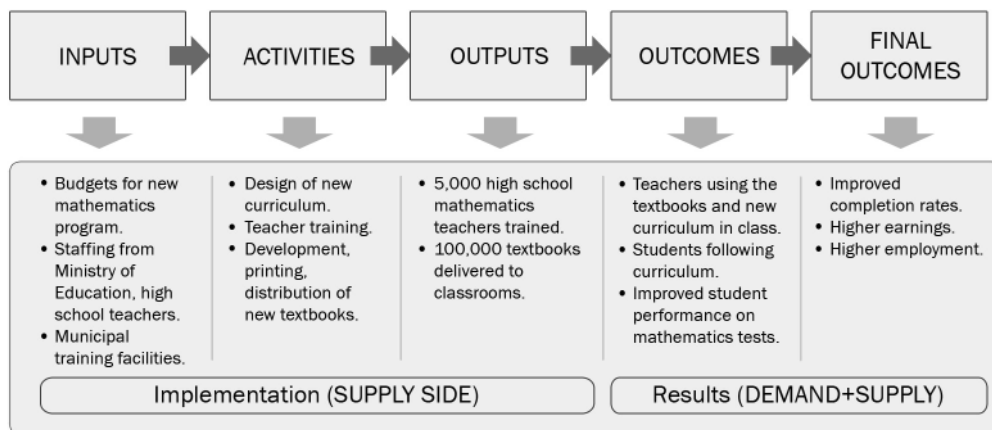 INPUTS
ACTIVITIES
OUTPUTS
OUTCOMES
FINAL
OUTCOMES
• Budgets for new
mathematics
program.
• Staffing from
Ministry of
Education, high
school teachers.
• Municipal
training facilities.
• Design of new
curriculum.
• Teacher training.
• Development,
printing,
distribution of
new textbooks.
• 5,000 high school
mathematics
teachers trained.
• 100,000 textbooks
delivered to
classrooms.
• Teachers using the
textbooks and new
curriculum in class.
• Students following
curriculum.
• Improved student
performance on
mathematics tests.
• Improved
completion rates.
• Higher earnings.
• Higher employment.
Implementation (SUPPLY SIDE)
Results (DEMAND+SUPPLY)